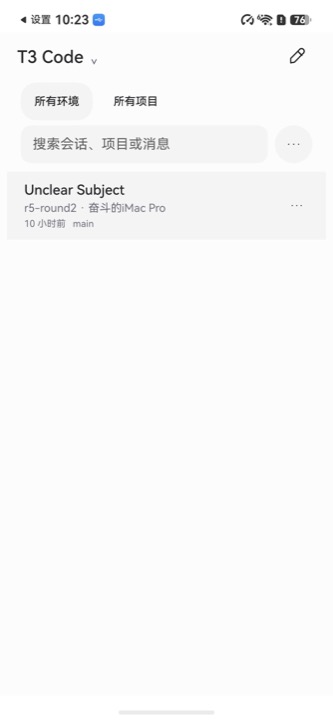 设置 10:23 76
T3 Code
所有环境 所有项目
搜索会话、项目或消息
Unclear Subject
r5-round2 · 奋斗的iMac Pro
10 小时前 main